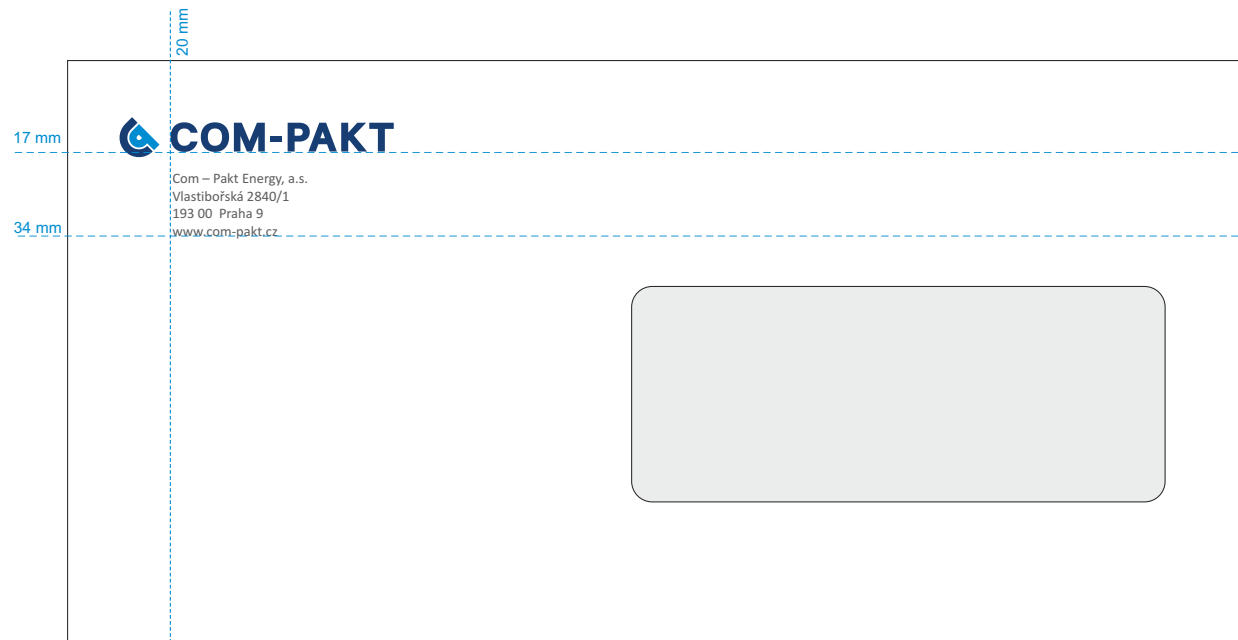 20 mm
17 mm
COM-PAKT
Com – Pakt Energy, a.s.
Vlastibořská 2840/1
193 00  Praha 9
34 mm
www.com-pakt.cz